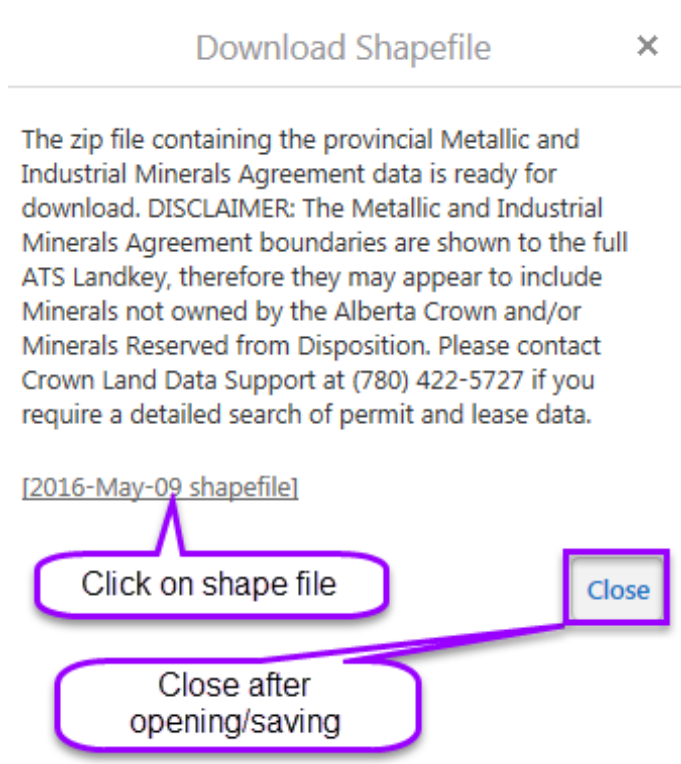 Download Shapefile ×
The zip file containing the provincial Metallic and
Industrial Minerals Agreement data is ready for
download. DISCLAIMER: The Metallic and Industrial
Minerals Agreement boundaries are shown to the full
ATS Landkey, therefore they may appear to include
Minerals not owned by the Alberta Crown and/or
Minerals Reserved from Disposition. Please contact
Crown Land Data Support at (780) 422-5727 if you
require a detailed search of permit and lease data.
[2016-May-09 shapefile]
Click on shape file
Close
Close after
opening/saving